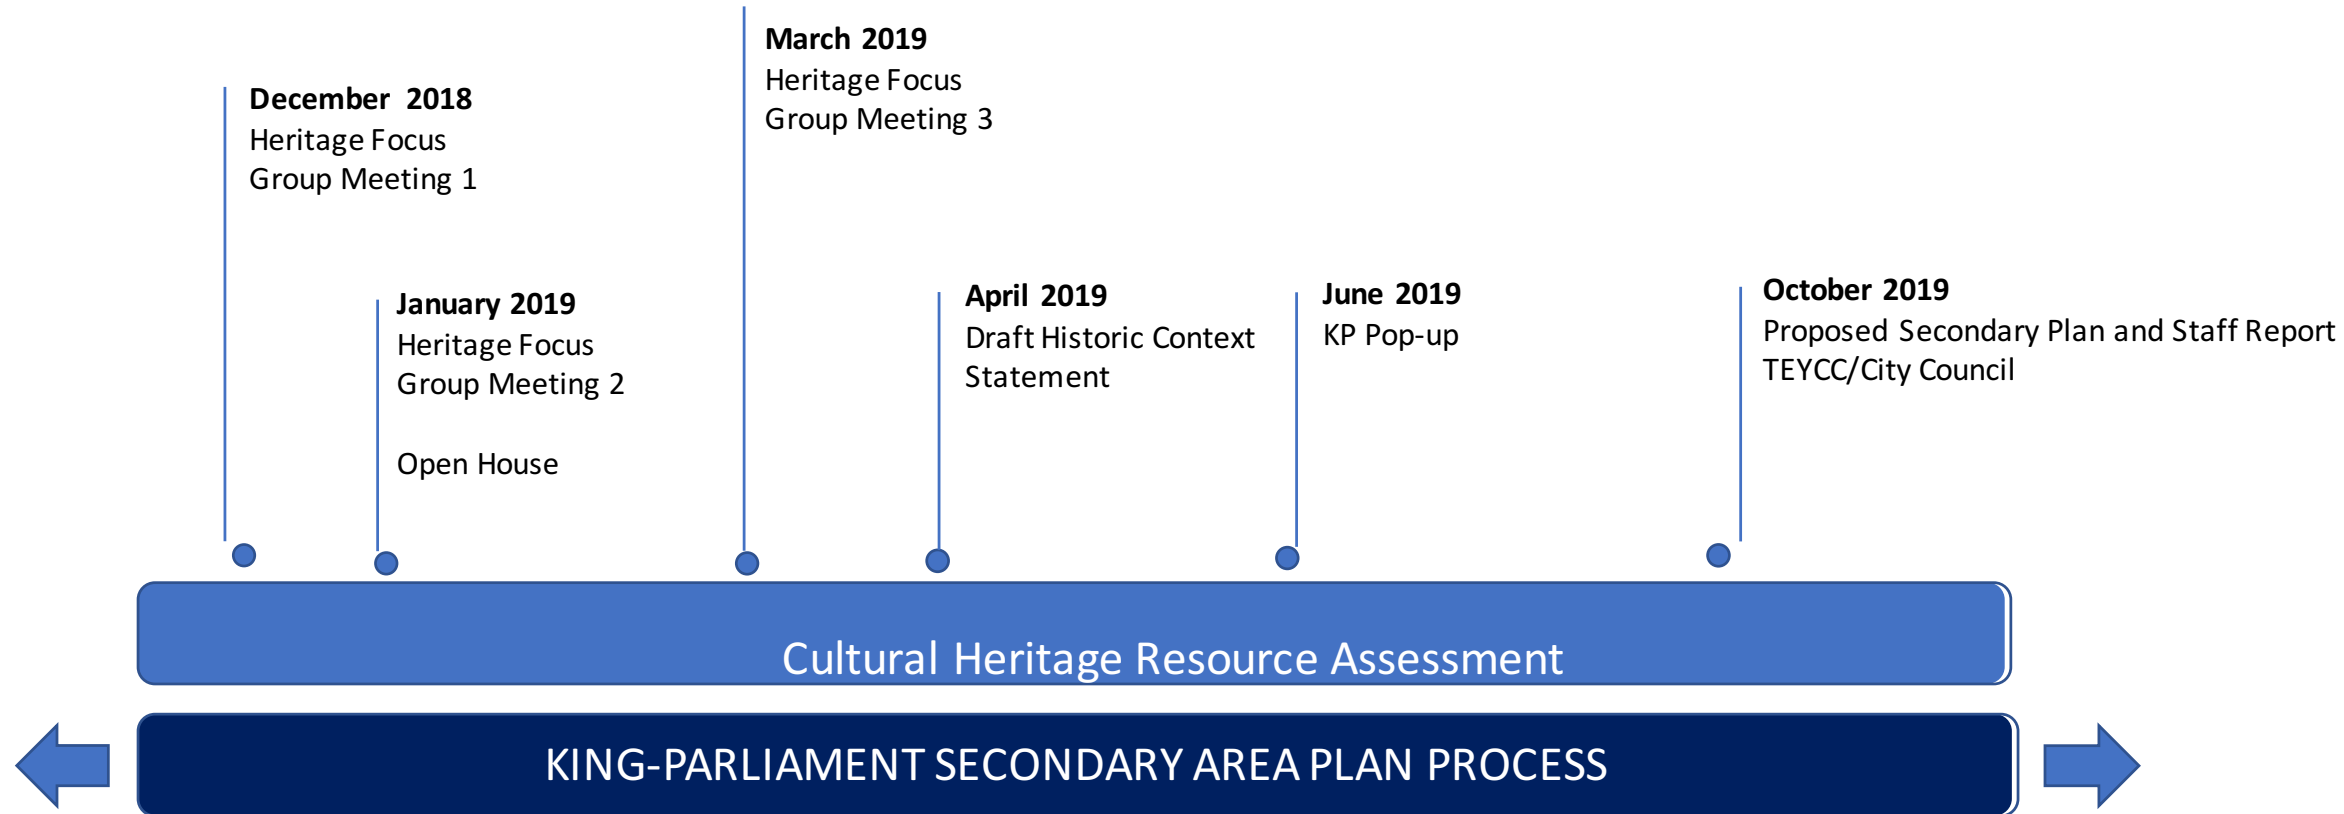 December 2018
Heritage Focus
Group Meeting 1
January 2019
Heritage Focus
Group Meeting 2
Open House
March 2019
Heritage Focus
Group Meeting 3
April 2019
Draft Historic Context
Statement
June 2019
KP Pop-up
October 2019
Proposed Secondary Plan and Staff Report
TEYCC/City Council
Cultural Heritage Resource Assessment
KING-PARLIAMENT SECONDARY AREA PLAN PROCESS